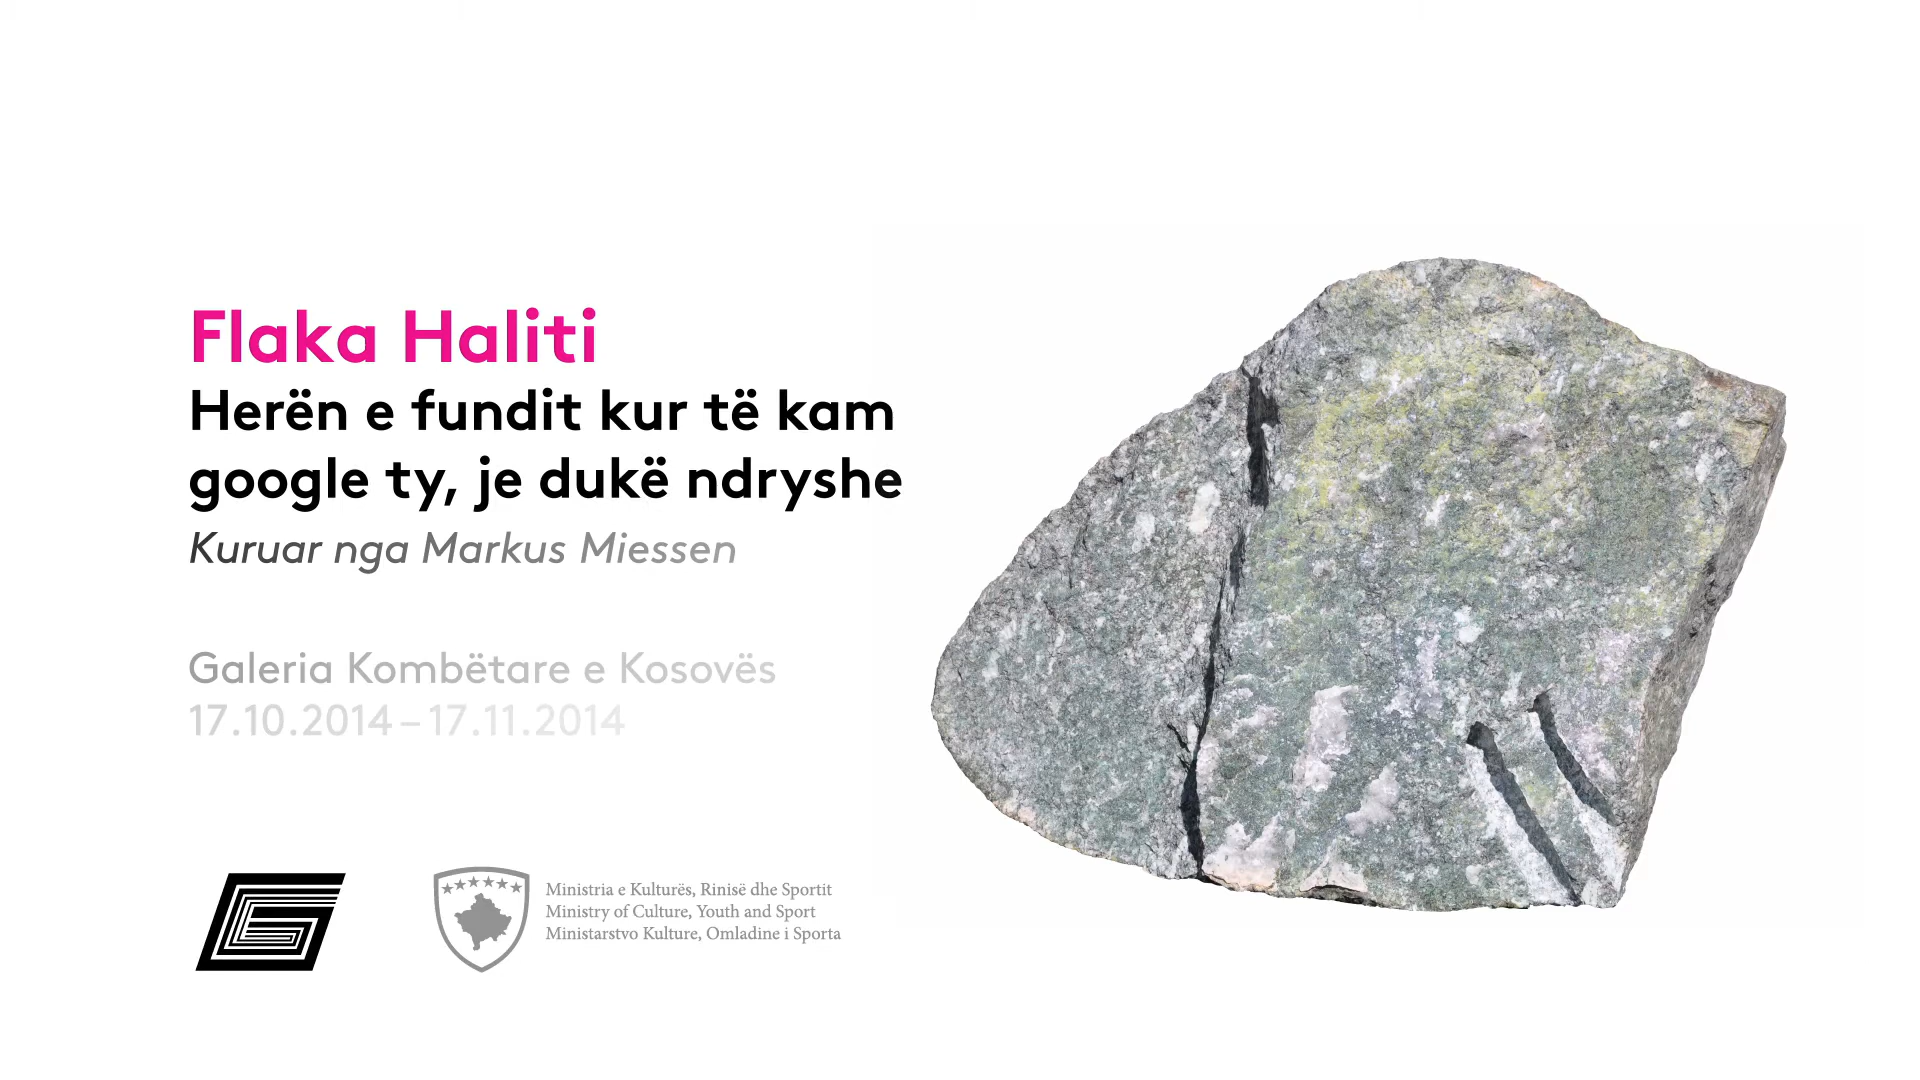 Flaka Haliti
Herën e fundit kur të kam
google ty, je dukë ndryshe
Kuruar nga Markus Miessen
Galeria Kombëtare e Kosovës
17.10.2014 – 17.11.2014
Ministria e Kulturës, Rinisë dhe Sportit
Ministry of Culture, Youth and Sport
Ministarstvo Kulture, Omladine i Sporta